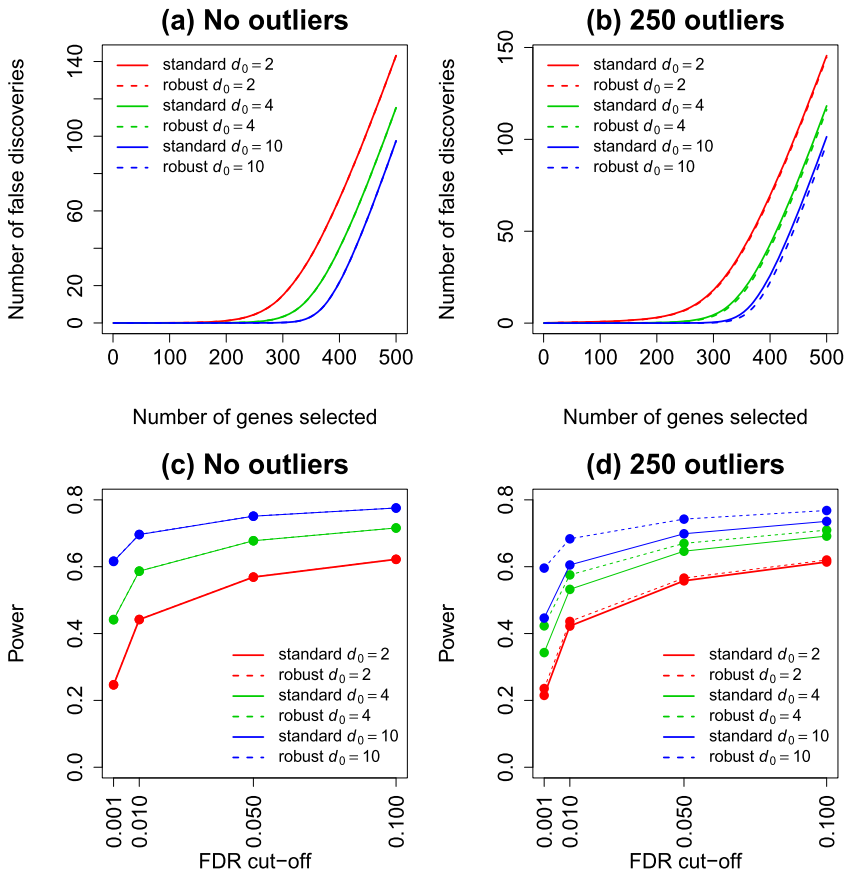 (a) No outliers
Number of false discoveries
140
100
60
20
0
standard d0 = 2
robust d0 = 2
standard d0 = 4
robust d0 = 4
standard d0 = 10
robust d0 = 10
0 100 200 300 400 500
Number of genes selected
(b) 250 outliers
Number of false discoveries
150
100
50
0
standard d0 = 2
robust d0 = 2
standard d0 = 4
robust d0 = 4
standard d0 = 10
robust d0 = 10
0 100 200 300 400 500
Number of genes selected
(c) No outliers
Power
0.8
0.6
0.4
0.2
0.0
standard d0 = 2
robust d0 = 2
standard d0 = 4
robust d0 = 4
standard d0 = 10
robust d0 = 10
0.001 0.010 0.050 0.100
FDR cut−off
(d) 250 outliers
Power
0.8
0.6
0.4
0.2
0.0
standard d0 = 2
robust d0 = 2
standard d0 = 4
robust d0 = 4
standard d0 = 10
robust d0 = 10
0.001 0.010 0.050 0.100
FDR cut−off